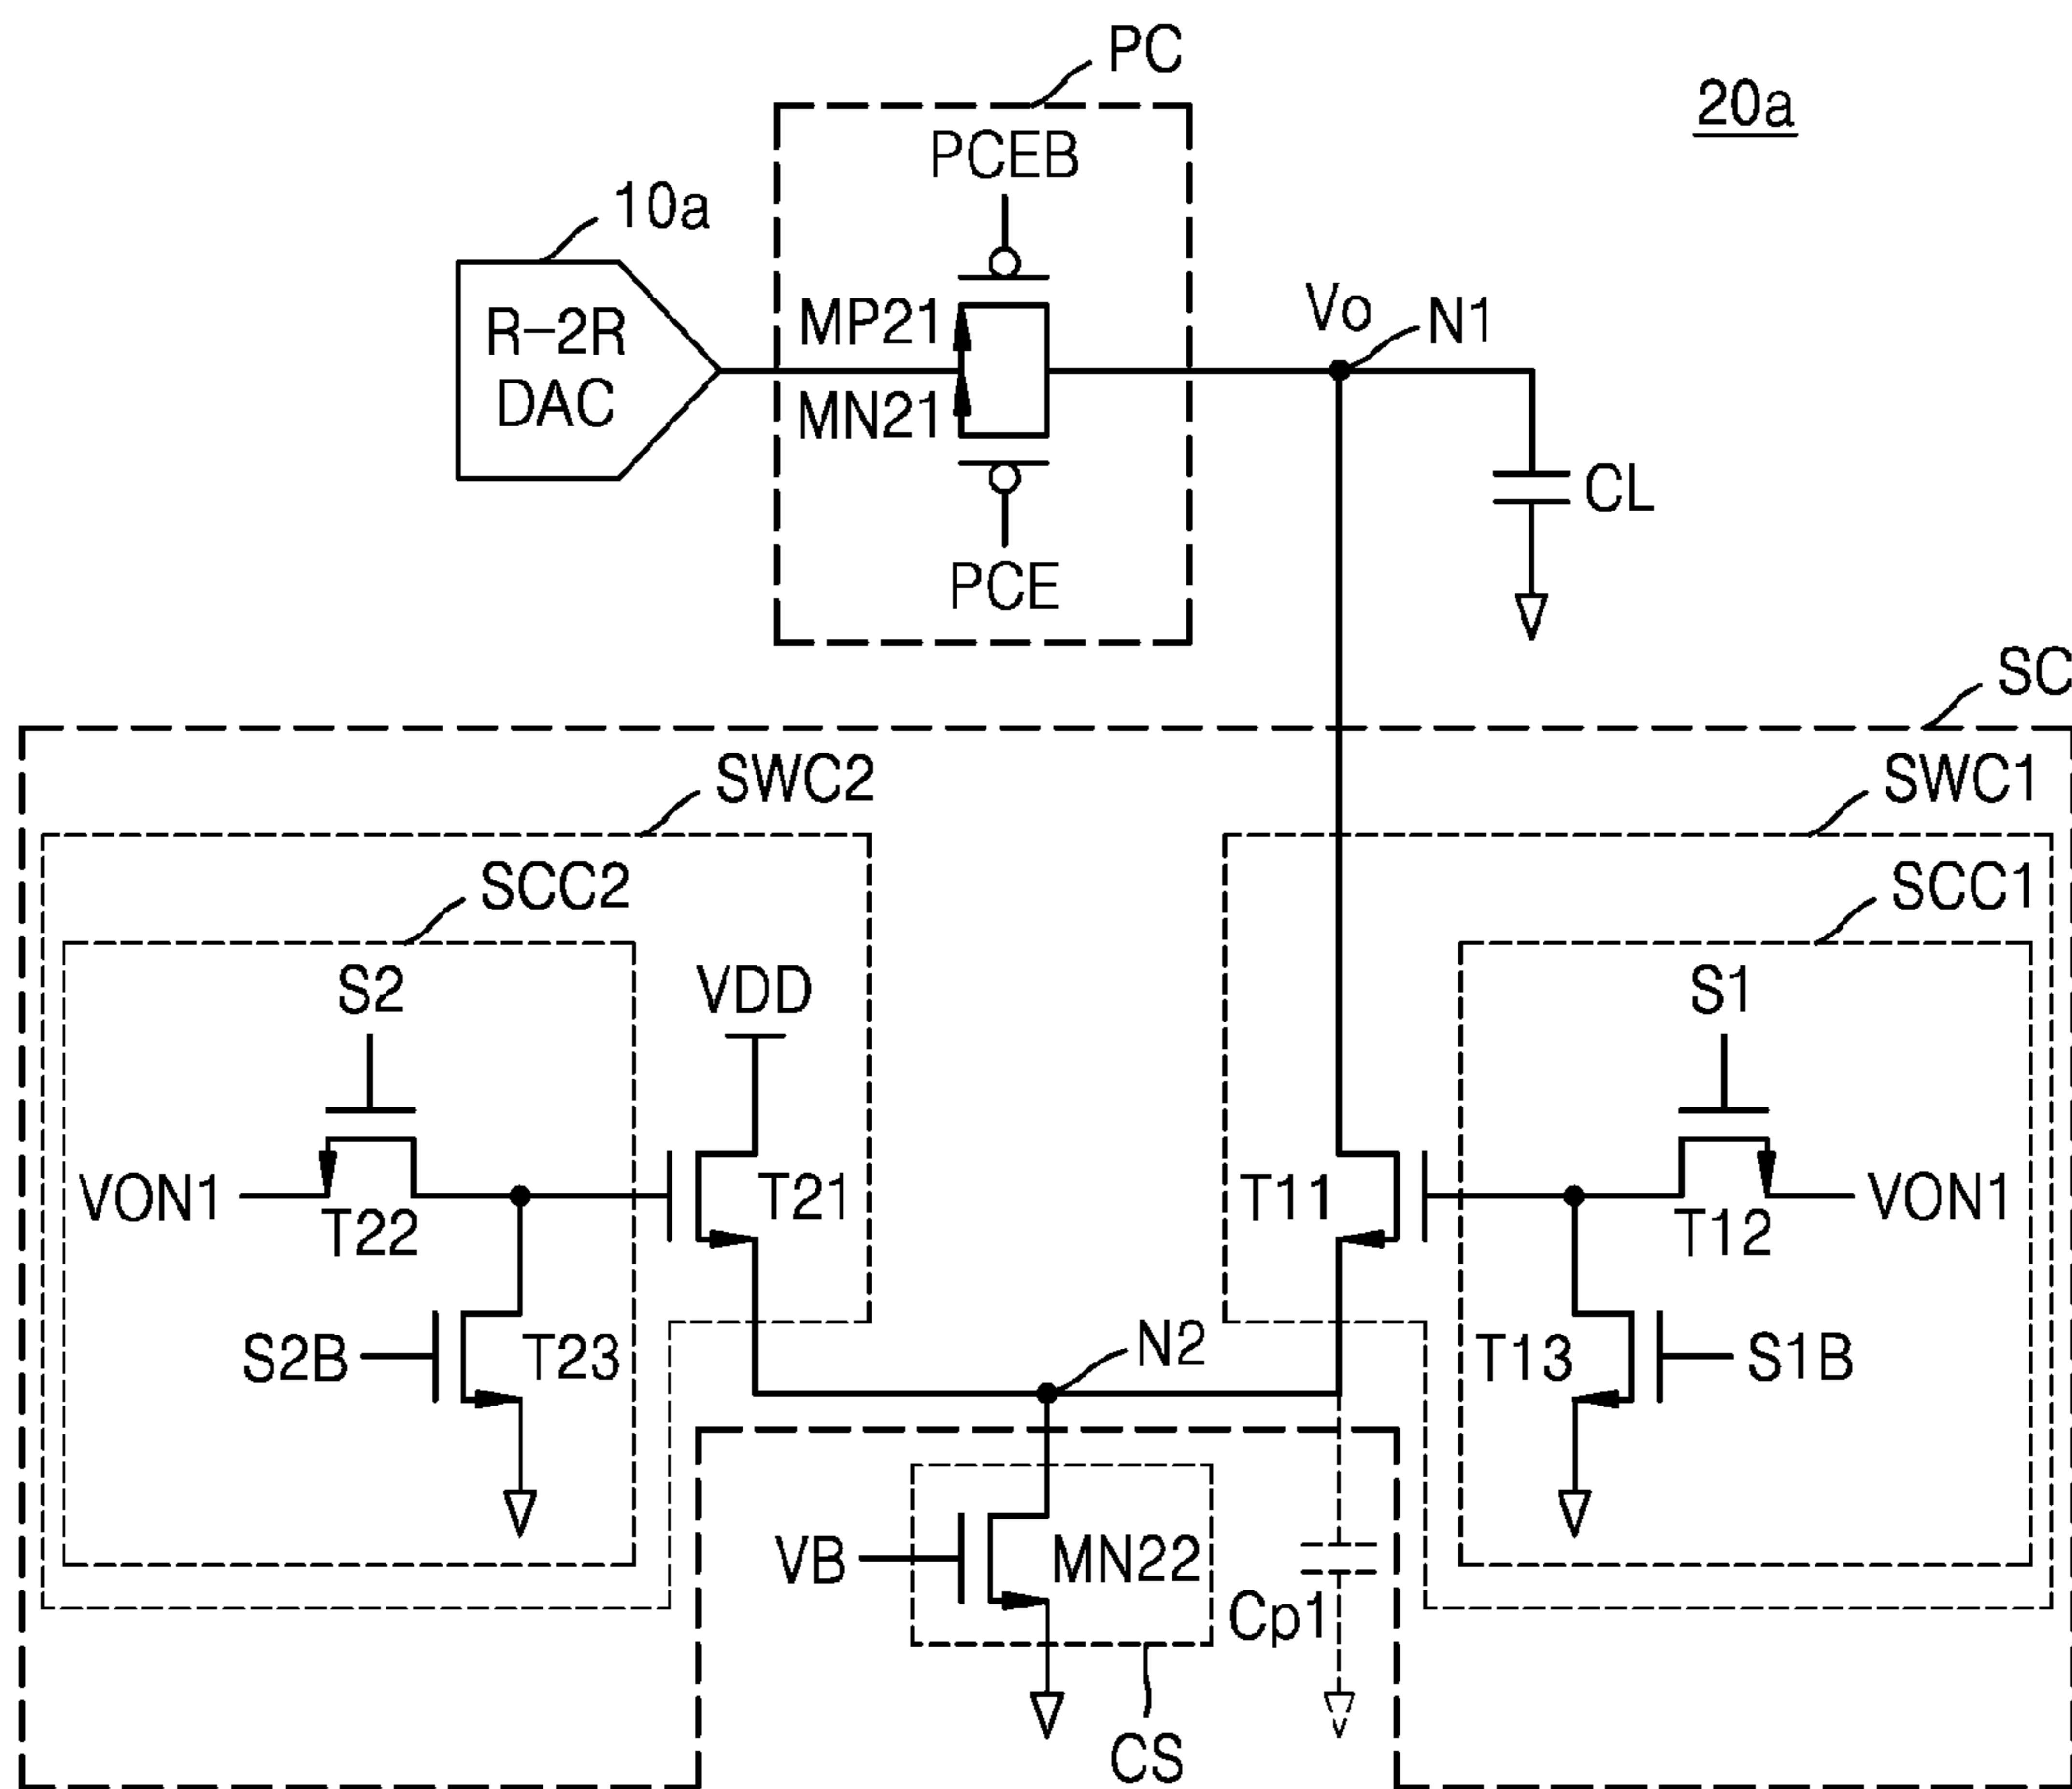 PC
20a
PCEB
10a
R-2R
DAC
MP21
MN21
Vo
N1
CL
PCE
SC
SWC2
SWC1
SCC2
SCC1
S2
VDD
S1
VON1
T22
T21
T11
T12
VON1
S2B
T23
N2
T13
S1B
VB
MN22
Cp1
CS